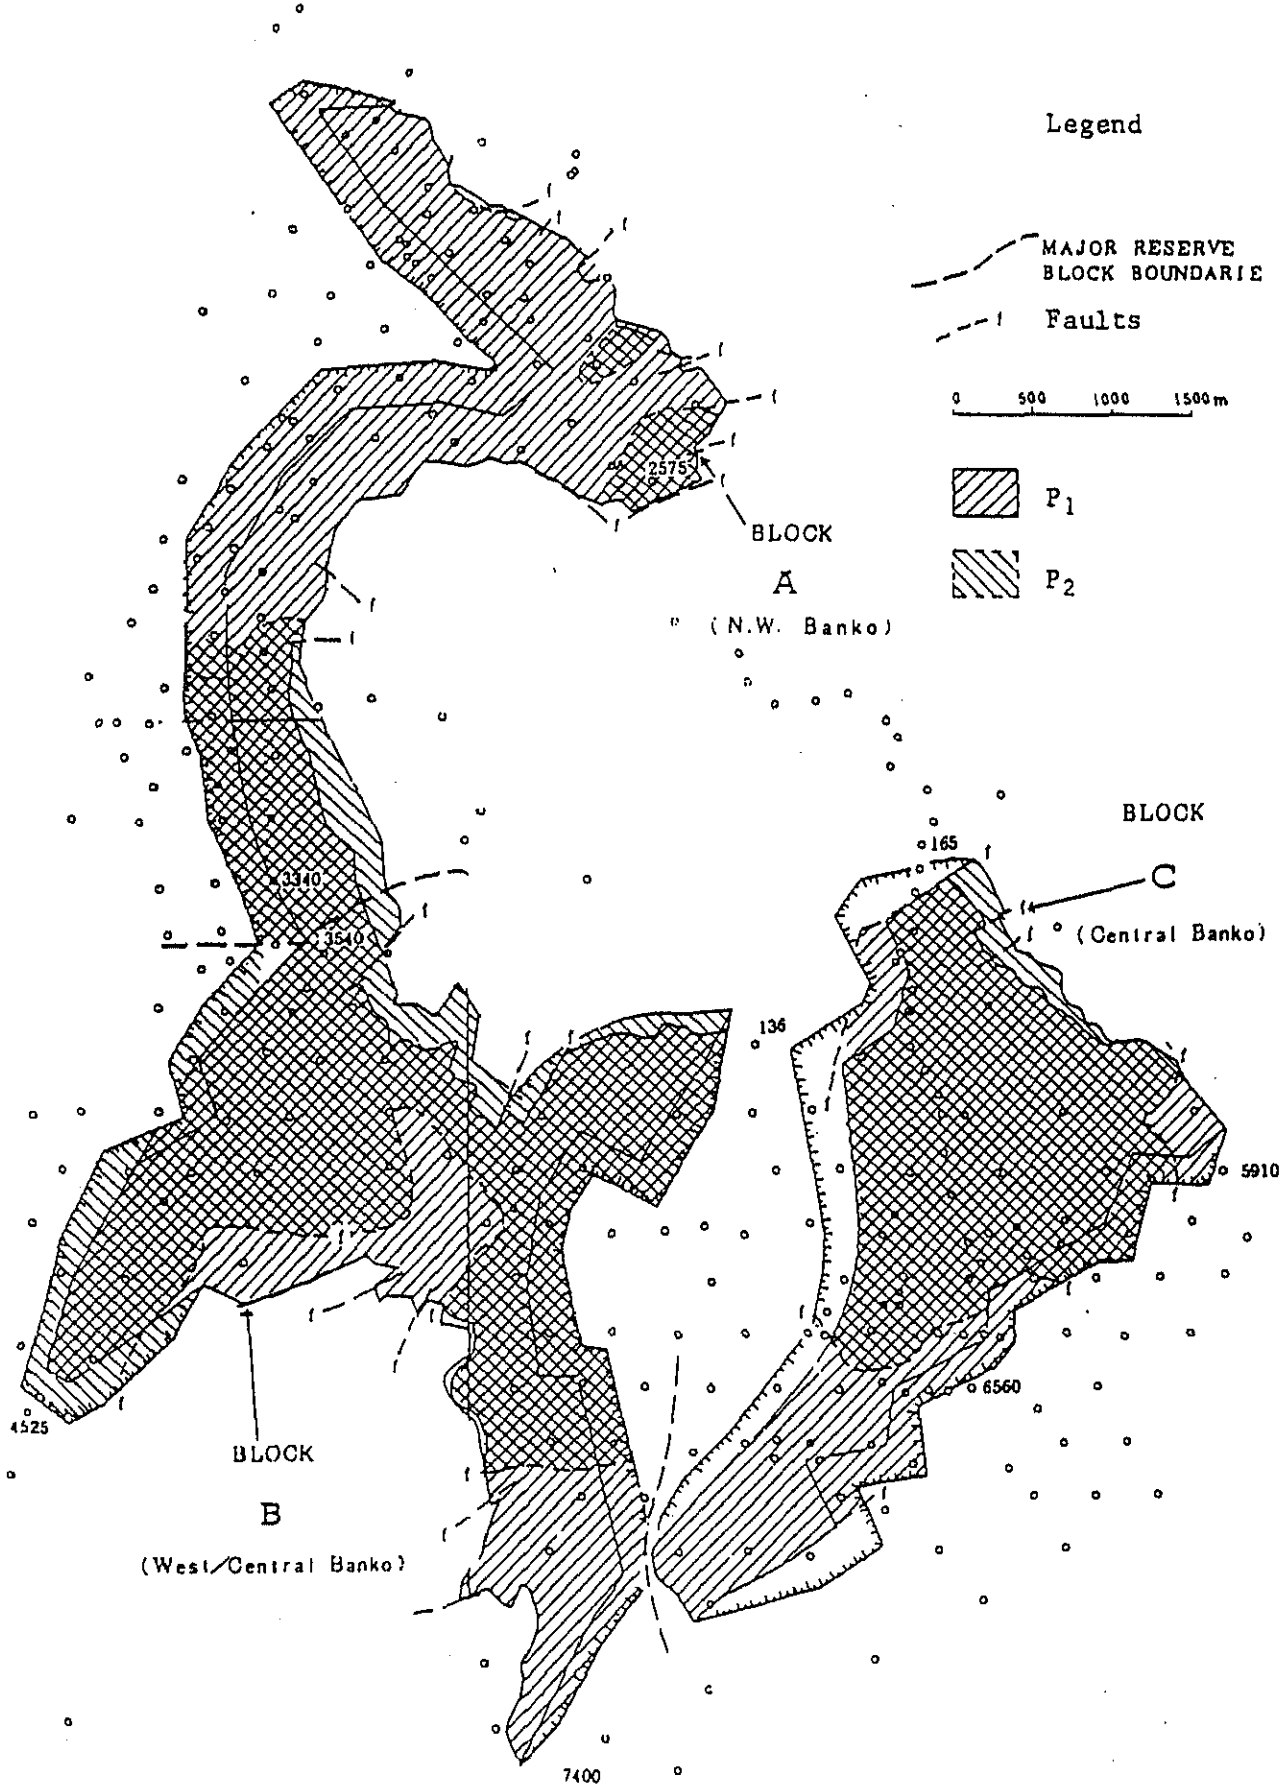 Legend
MAJOR RESERVE
BLOCK BOUNDARIE
f Faults
0 500 1000 1500m
P1
P2
f
f
f
f
f
f
2575
f
f
BLOCK
A
(N.W. Banko)
f
f
BLOCK
165
f
C
3340
f
f
(Central Banko)
3540
f
136
f
f
f
f
5910
f
f
f
f
f
f
6560
f
4525
f
BLOCK
f
f
f
B
(West/Central Banko)
7400